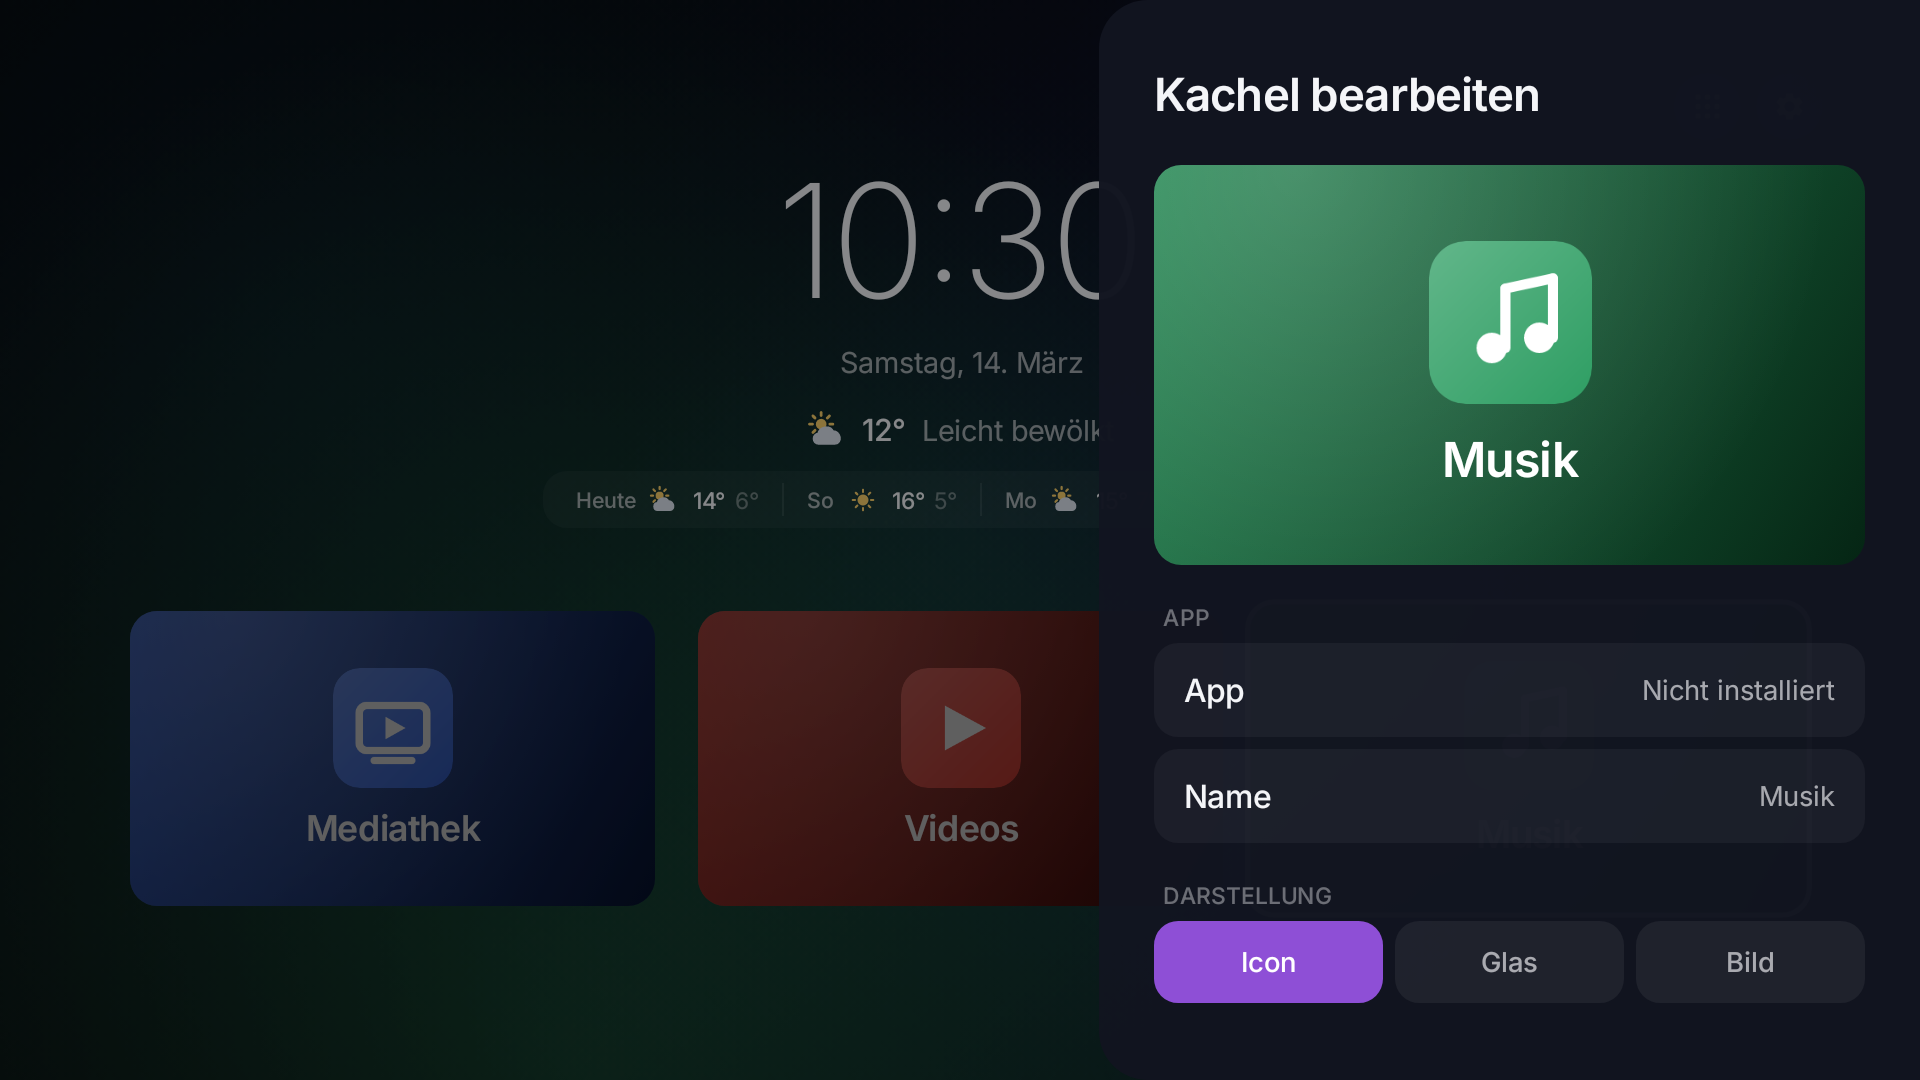 Kachel bearbeiten
10:30
Samstag, 14. März
12° Leicht bewölk
Heute 14° 6° So 16° 5° Mo
Mediathek
Videos
Musik
APP
App Nicht installiert
Name Musik
Musik
DARSTELLUNG
Icon Glas Bild